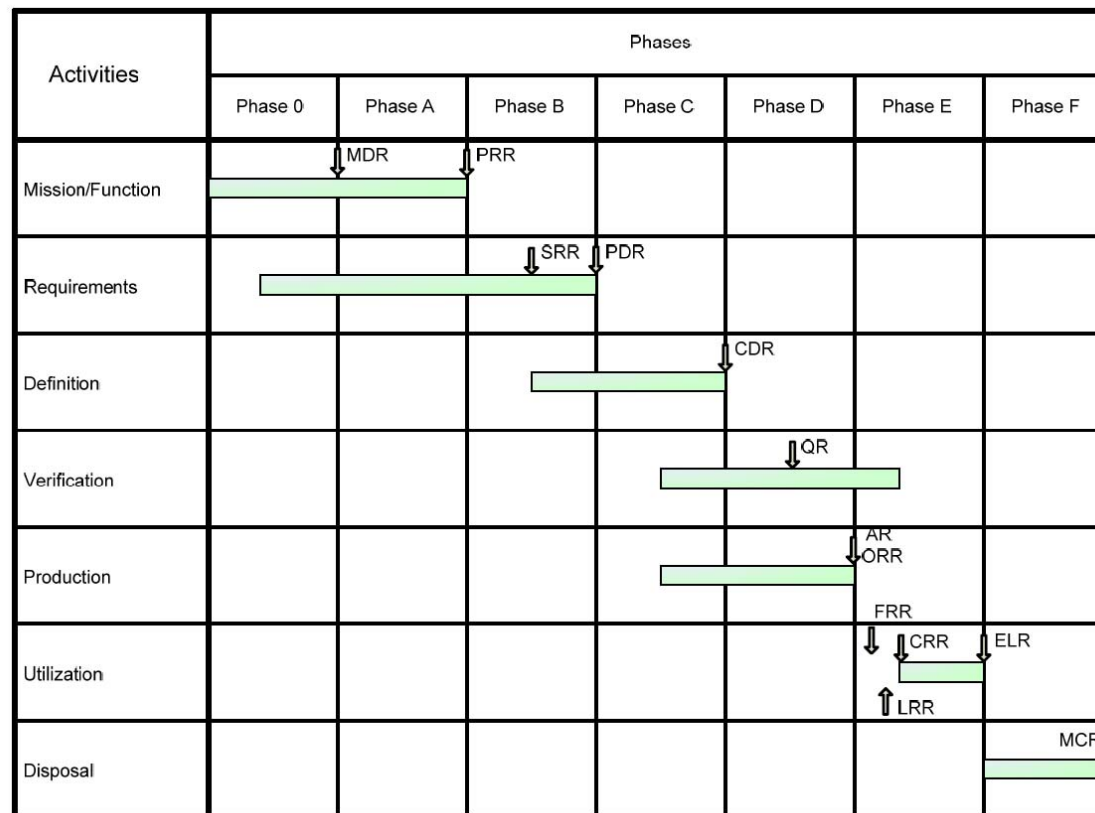 Activities
Phases
Phase 0
Phase A
Phase B
Phase C
Phase D
Phase E
Phase F
Mission/Function
MDR
PRR
Requirements
SRR
PDR
Definition
CDR
Verification
QR
Production
AR
ORR
Utilization
FRR
CRR
ELR
LRR
Disposal